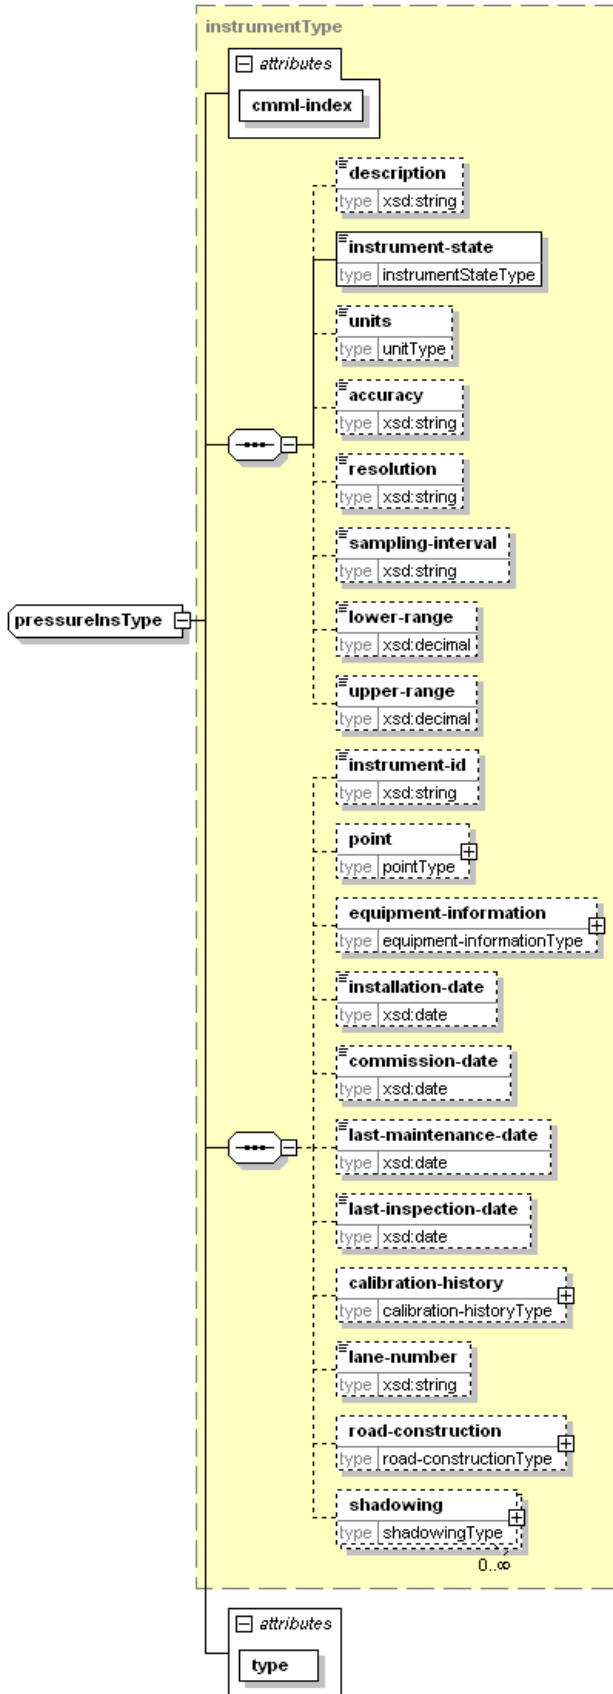 instrumentType
attributes
cmml-index
description
type xsd:string
instrument-state
type instrumentStateType
units
type unitType
accuracy
type xsd:string
resolution
type xsd:string
sampling-interval
type xsd:string
pressureInsType
lower-range
type xsd:decimal
upper-range
type xsd:decimal
instrument-id
type xsd:string
point
type pointType
equipment-information
type equipment-informationType
installation-date
type xsd:date
commission-date
type xsd:date
last-maintenance-date
type xsd:date
last-inspection-date
type xsd:date
calibration-history
type calibration-historyType
lane-number
type xsd:string
road-construction
type road-constructionType
shadowing
type shadowingType
0..∞
attributes
type